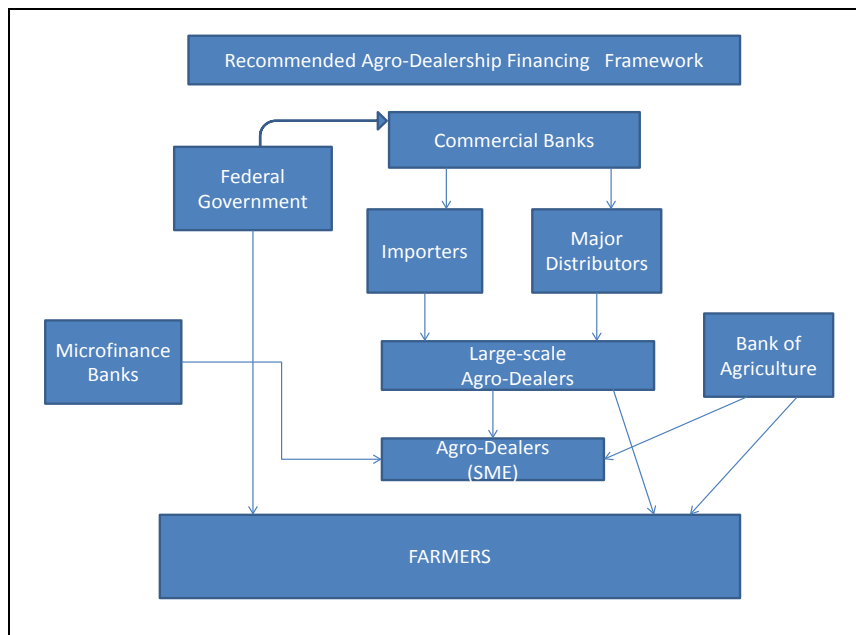 Recommended Agro-Dealership Financing Framework
Commercial Banks
Federal
Government
Importers
Major
Distributors
Microfinance
Banks
Large-scale
Agro-Dealers
Bank of
Agriculture
Agro-Dealers
(SME)
FARMERS